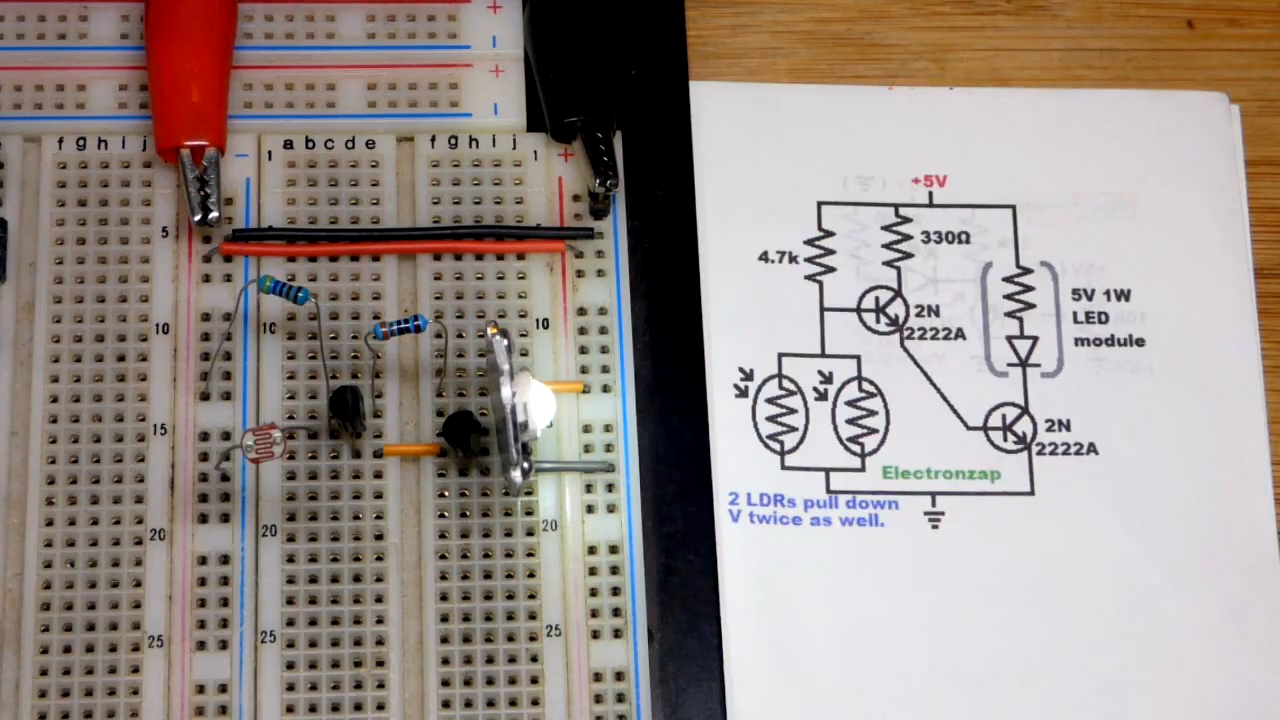 +
+
f g h i j
a b c d e
f g h i j
1
1
+
5
10
10
10
15
15
20
20
20
25
25
25
+5V
330Ω
4.7k
2N
2222A
5V 1W
LED
module
2N
2222A
Electronzap
2 LDRs pull down
V twice as well.